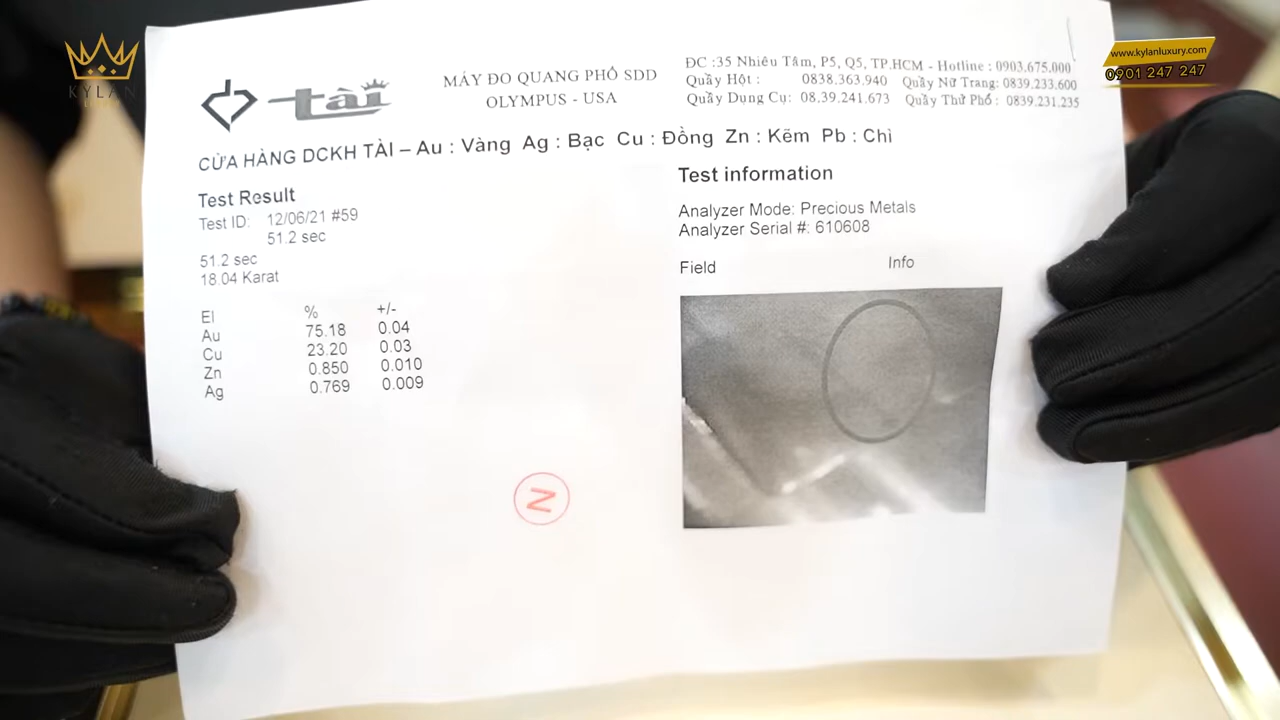 KYLAN
www.kylanluxury.com
0901 247 247
tài
MÁY ĐO QUANG PHỔ SDD
OLYMPUS - USA
ĐC :35 Nhiêu Tâm, P5, Q5, TP.HCM - Hotline : 0903.675.000
Quầy Hột : 0838.363.940 Quầy Nữ Trang: 0839.233.600
Quầy Dụng Cụ: 08.39.241.673 Quầy Thử Phổ : 0839.231.235
CỬA HÀNG DCKH TÀI – Au : Vàng Ag : Bạc Cu : Đồng Zn : Kẽm Pb : Chì
Test Result
Test ID: 12/06/21 #59
51.2 sec
51.2 sec
18.04 Karat
El % +/-
Au 75.18 0.04
Cu 23.20 0.03
Zn 0.850 0.010
Ag 0.769 0.009
Test information
Analyzer Mode: Precious Metals
Analyzer Serial #: 610608
Field Info
N